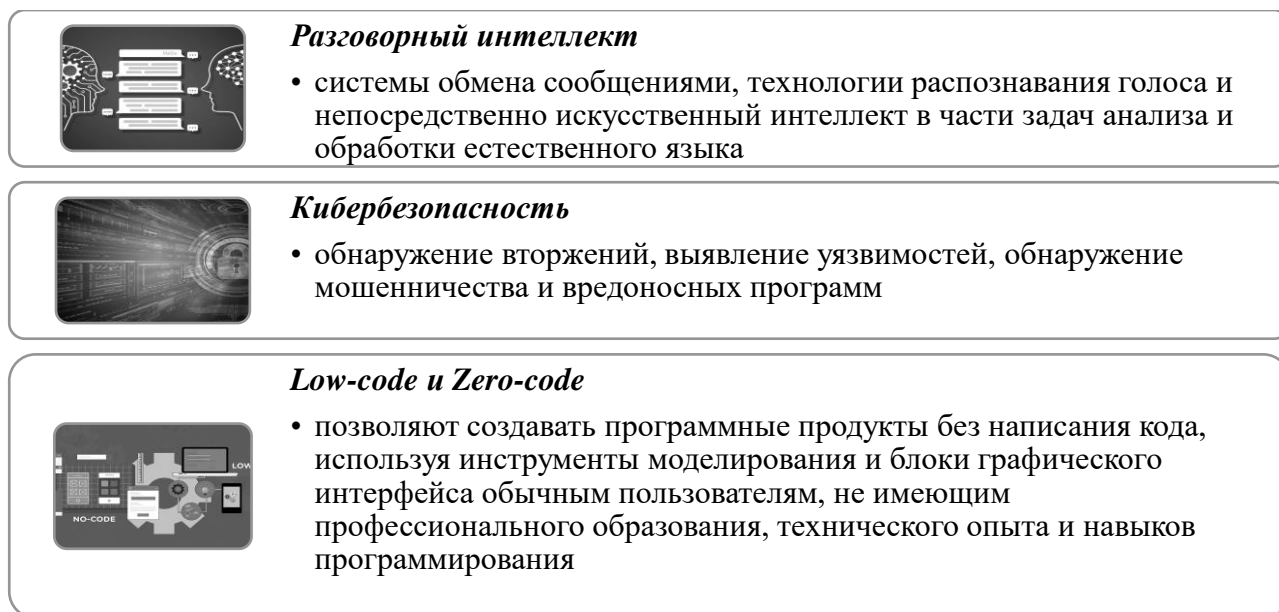 Разговорный интеллект
• системы обмена сообщениями, технологии распознавания голоса и
непосредственно искусственный интеллект в части задач анализа и
обработки естественного языка
Кибербезопасность
• обнаружение вторжений, выявление уязвимостей, обнаружение
мошенничества и вредоносных программ
Low-code и Zero-code
• позволяют создавать программные продукты без написания кода,
используя инструменты моделирования и блоки графического
интерфейса обычным пользователям, не имеющим
профессионального образования, технического опыта и навыков
программирования
LOW
NO-CODE